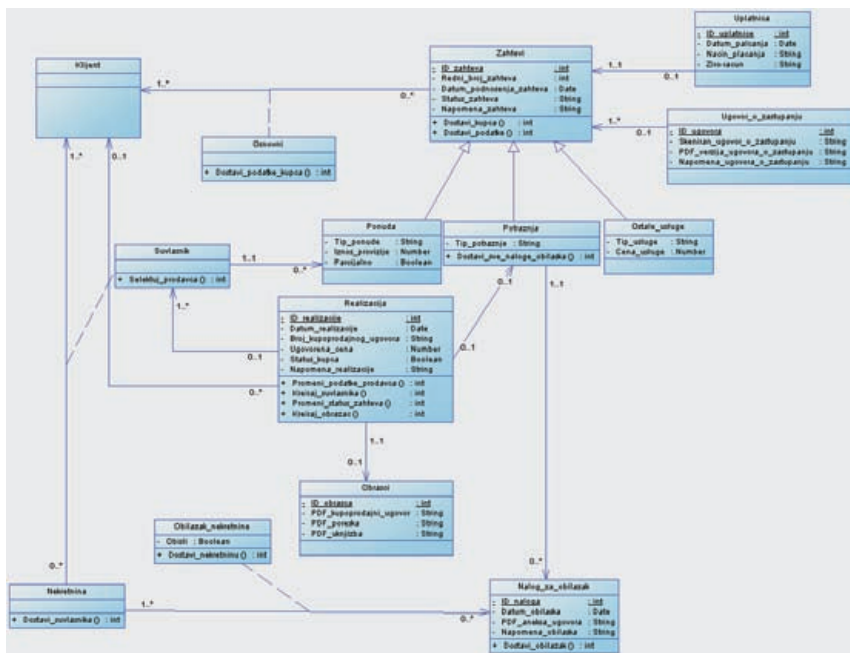 Klijent
1..*
0..1
Osnovni
+ Dostavi_podatke_kupca () : int
1..*
0..*
Zahtevi
- ID_zahteva : int
- Redni_broj_zahteva : int
- Datum_podnosenja_zahteva : Date
- Status_zahteva : String
- Napomena_zahteva : String
+ Dostavi_kupca () : int
+ Dostavi_podatke () : int
1..1
0..1
Uplatnica
- ID_uplatnice : int
- Datum_palsanja : Date
- Nacin_placanja : String
- Ziro-racun : String
1..*
0..1
Ugovor_o_zastupanju
- ID_ugovora : int
- Skeniran_ugovor_o_zastupanju : String
- PDF_verzija_ugovora_o_zastupanju : String
- Napomena_ugovora_o_zastupanju : String
Suvlasnik
+ Selektuj_prodavca () : int
1..1
0..*
Ponuda
- Tip_ponude : String
- Iznos_provizije : Number
- Parcijalno : Boolean
Potraznja
- Tip_potraznje : String
+ Dostavi_sve_naloge_obilaska () : int
Ostale_usluge
- Tip_usluge : String
- Cena_usluge : Number
0..1
1..1
1..*
0..1
0..1
0..*
Realizacija
- ID_realizacije : int
- Datum_realizacije : Date
- Broj_kupoprodajnog_ugovora : String
- Ugovorena_cena : Number
- Status_kupca : Boolean
- Napomena_realizacije : String
+ Promeni_podatke_prodavca () : int
+ Kreiraj_suvlasnika () : int
+ Promeni_status_zahteva () : int
+ Kreiraj_obrazac () : int
1..1
0..1
Obrasci
- ID_obrasca : int
- PDF_kupoprodajni_ugovor : String
- PDF_poreska : String
- PDF_uknjizba : String
Obilazak_nekretnina
- Obisli : Boolean
+ Dostavi_nekretninu () : int
0..*
Nekretnina
+ Dostavi_suvlasnika () : int
1..*
0..*
0..*
Nalog_za_obilazak
- ID_naloga : int
- Datum_obilaska : Date
- PDF_aneksa_ugovora : String
- Napomena_obilaska : String
+ Dostavi_obilazak () : int